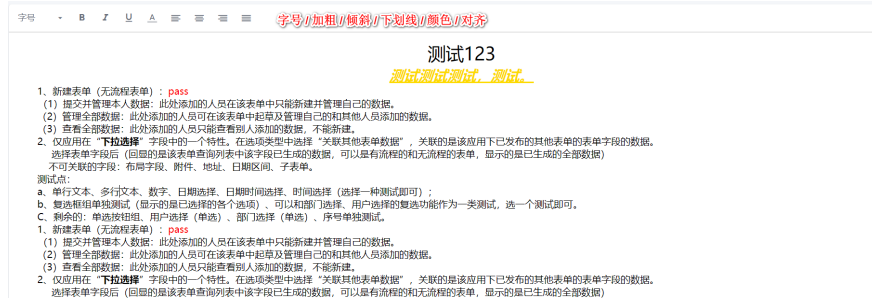 字号 B I U A 字号/加粗/倾斜/下划线/颜色/对齐
测试123
测试测试测试，测试。
1、新建表单（无流程表单）：pass
（1）提交并管理本人数据：此处添加的人员在该表单中只能新建并管理自己的数据。
（2）管理全部数据：此处添加的人员可在该表单中起草及管理自己的和其他人员添加的数据。
（3）查看全部数据：此处添加的人员只能查看别人添加的数据，不能新建。
2、仅应用在“下拉选择”字段中的一个特性。在选项类型中选择“关联其他表单数据”，关联的是该应用下已发布的其他表单的表单字段的数据。
选择表单字段后（回显的是该表单查询列表中该字段已生成的数据，可以是有流程的和无流程的表单，显示的是已生成的全部数据）
不可关联的字段：布局字段、附件、地址、日期区间、子表单。
测试点：
a、单行文本、多行文本、数字、日期选择、日期时间选择、时间选择（选择一种测试即可）；
b、复选框组单独测试（显示的是已选择的各个选项）、可以和部门选择、用户选择的复选功能作为一类测试，选一个测试即可。
C、剩余的：单选按钮组、用户选择（单选）、部门选择（单选）、序号单独测试。
1、新建表单（无流程表单）：pass
（1）提交并管理本人数据：此处添加的人员在该表单中只能新建并管理自己的数据。
（2）管理全部数据：此处添加的人员可在该表单中起草及管理自己的和其他人员添加的数据。
（3）查看全部数据：此处添加的人员只能查看别人添加的数据，不能新建。
2、仅应用在“下拉选择”字段中的一个特性。在选项类型中选择“关联其他表单数据”，关联的是该应用下已发布的其他表单的表单字段的数据。
选择表单字段后（回显的是该表单查询列表中该字段已生成的数据，可以是有流程的和无流程的表单，显示的是已生成的全部数据）